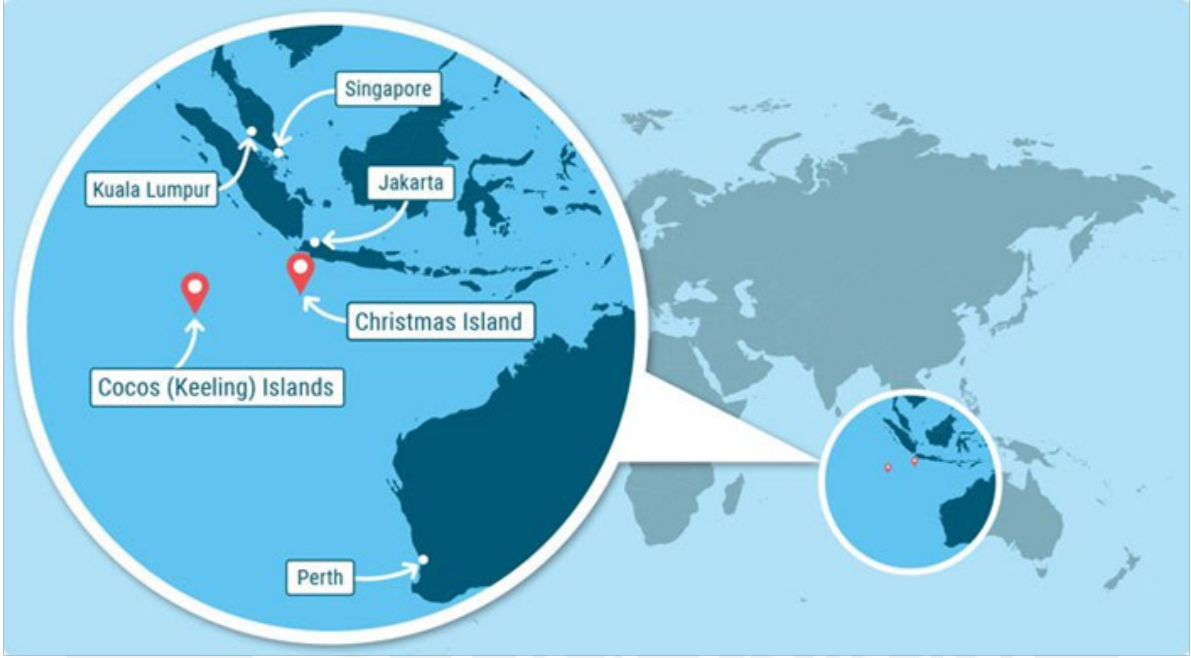 Singapore
Kuala Lumpur
Jakarta
Christmas Island
Cocos (Keeling) Islands
Perth